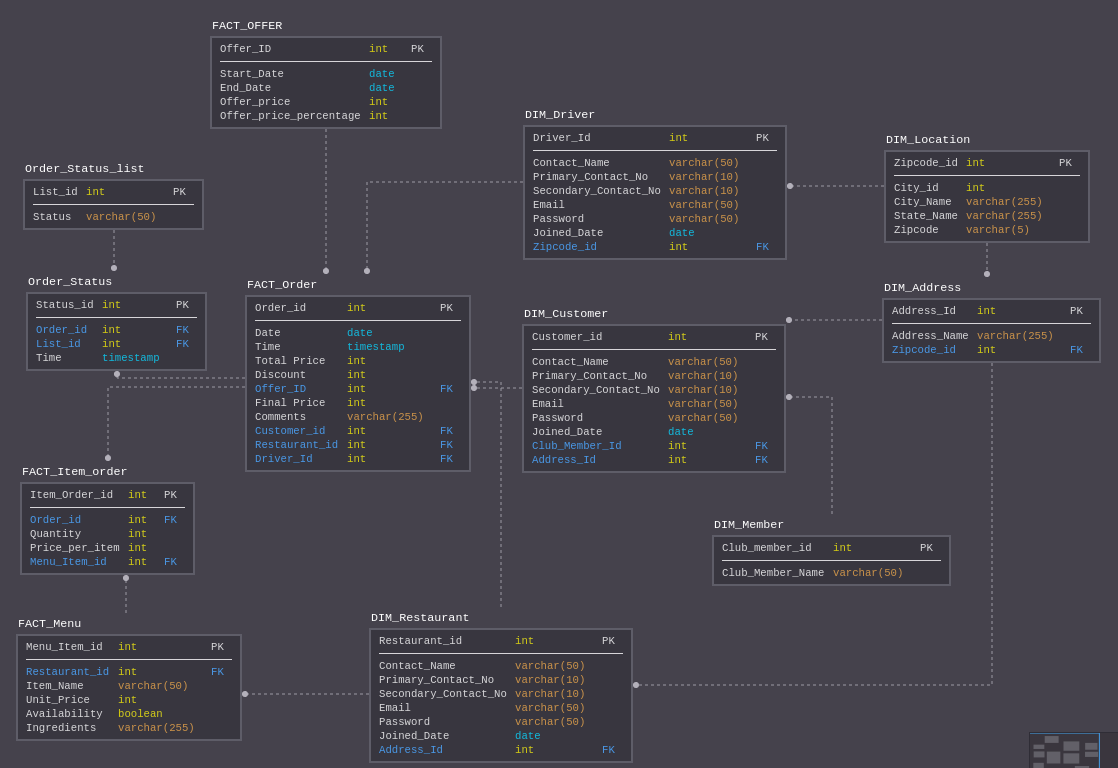 FACT_OFFER
Offer_ID int PK
Start_Date date
End_Date date
Offer_price int
Offer_price_percentage int
DIM_Driver
Driver_Id int PK
Contact_Name varchar(50)
Primary_Contact_No varchar(10)
Secondary_Contact_No varchar(10)
Email varchar(50)
Password varchar(50)
Joined_Date date
Zipcode_id int FK
DIM_Location
Zipcode_id int PK
City_id int
City_Name varchar(255)
State_Name varchar(255)
Zipcode varchar(5)
Order_Status_list
List_id int PK
Status varchar(50)
Order_Status
Status_id int PK
Order_id int FK
List_id int FK
Time timestamp
FACT_Order
Order_id int PK
Date date
Time timestamp
Total Price int
Discount int
Offer_ID int FK
Final Price int
Comments varchar(255)
Customer_id int FK
Restaurant_id int FK
Driver_Id int FK
DIM_Customer
Customer_id int PK
Contact_Name varchar(50)
Primary_Contact_No varchar(10)
Secondary_Contact_No varchar(10)
Email varchar(50)
Password varchar(50)
Joined_Date date
Club_Member_Id int FK
Address_Id int FK
DIM_Address
Address_Id int PK
Address_Name varchar(255)
Zipcode_id int FK
FACT_Item_order
Item_Order_id int PK
Order_id int FK
Quantity int
Price_per_item int
Menu_Item_id int FK
DIM_Member
Club_member_id int PK
Club_Member_Name varchar(50)
FACT_Menu
Menu_Item_id int PK
Restaurant_id int FK
Item_Name varchar(50)
Unit_Price int
Availability boolean
Ingredients varchar(255)
DIM_Restaurant
Restaurant_id int PK
Contact_Name varchar(50)
Primary_Contact_No varchar(10)
Secondary_Contact_No varchar(10)
Email varchar(50)
Password varchar(50)
Joined_Date date
Address_Id int FK